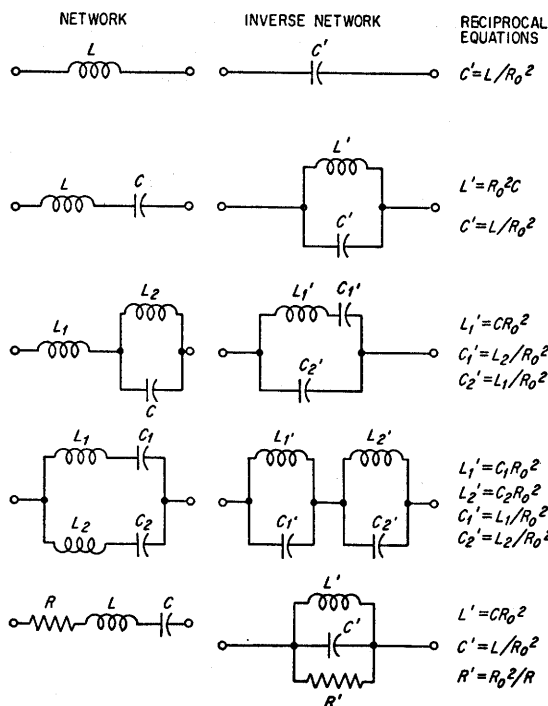 NETWORK
INVERSE NETWORK
RECIPROCAL EQUATIONS
L
C'
C'=L/R₀²
L
C
L'
C'
L'=R₀²C
C'=L/R₀²
L₁
L₂
C
L₁'
C₁'
C₂'
L₁'=CR₀²
C₁'=L₂/R₀²
C₂'=L₁/R₀²
L₁
C₁
L₂
C₂
L₁'
C₁'
L₂'
C₂'
L₁'=C₁R₀²
L₂'=C₂R₀²
C₁'=L₁/R₀²
C₂'=L₂/R₀²
R
L
C
L'
C'
R'
L'=CR₀²
C'=L/R₀²
R'=R₀²/R